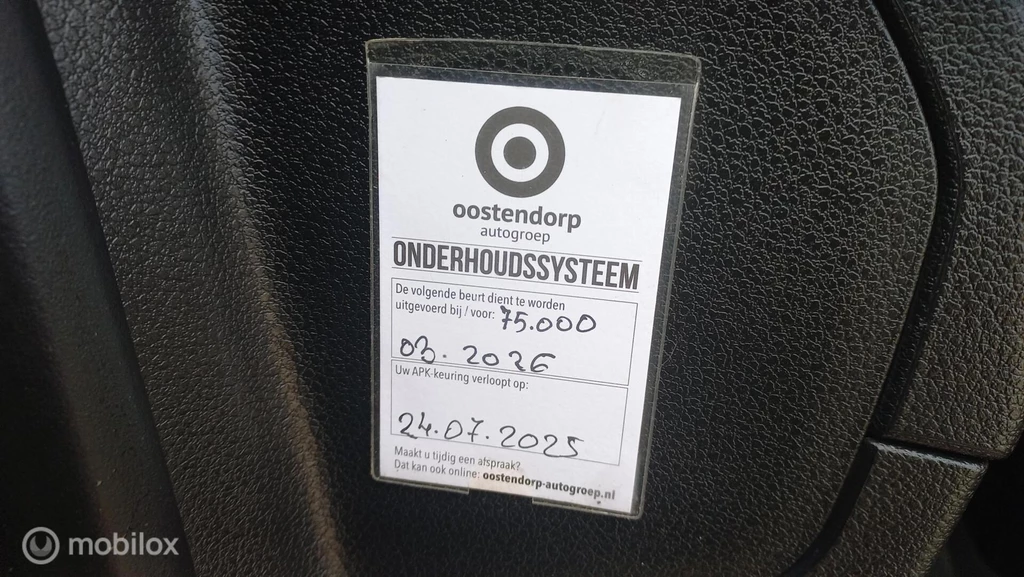 oostendorp
autogroep
ONDERHOUDSSYSTEEM
De volgende beurt dient te worden
uitgevoerd bij / voor: 75.000
03. 2026
Uw APK-keuring verloopt op:
24.07.2025
Maakt u tijdig een afspraak?
Dat kan ook online: oostendorp-autogroep.nl
mobilox